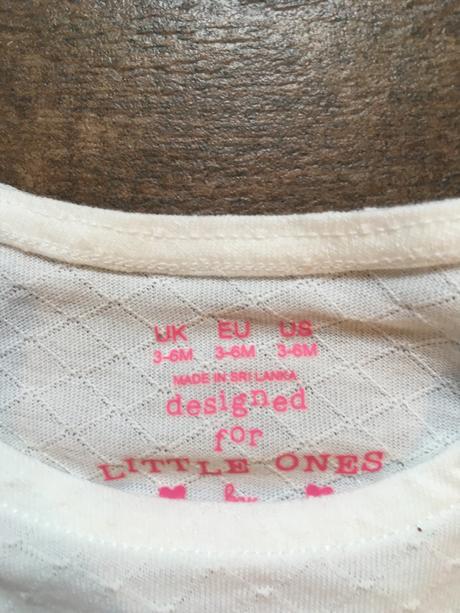 UK EU US
3-6M 3-6M 3-6M
MADE IN SRI LANKA
designed
for
LITTLE ONES